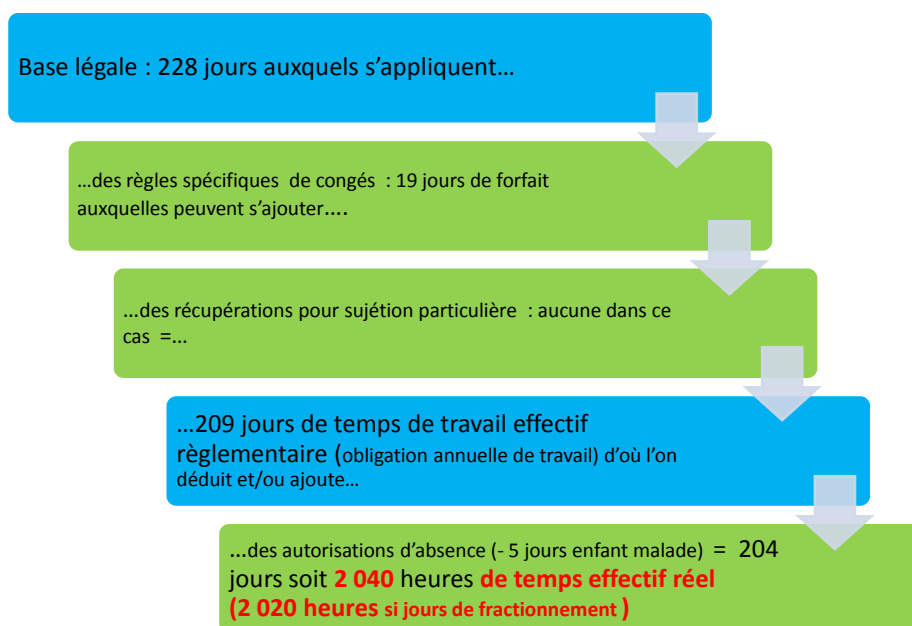 Base légale : 228 jours auxquels s'appliquent…
…des règles spécifiques de congés : 19 jours de forfait
auxquelles peuvent s'ajouter….
…des récupérations pour sujétion particulière : aucune dans ce
cas =…
…209 jours de temps de travail effectif
règlementaire (obligation annuelle de travail) d'où l'on
déduit et/ou ajoute…
…des autorisations d'absence (- 5 jours enfant malade) = 204
jours soit 2 040 heures de temps effectif réel
(2 020 heures si jours de fractionnement )